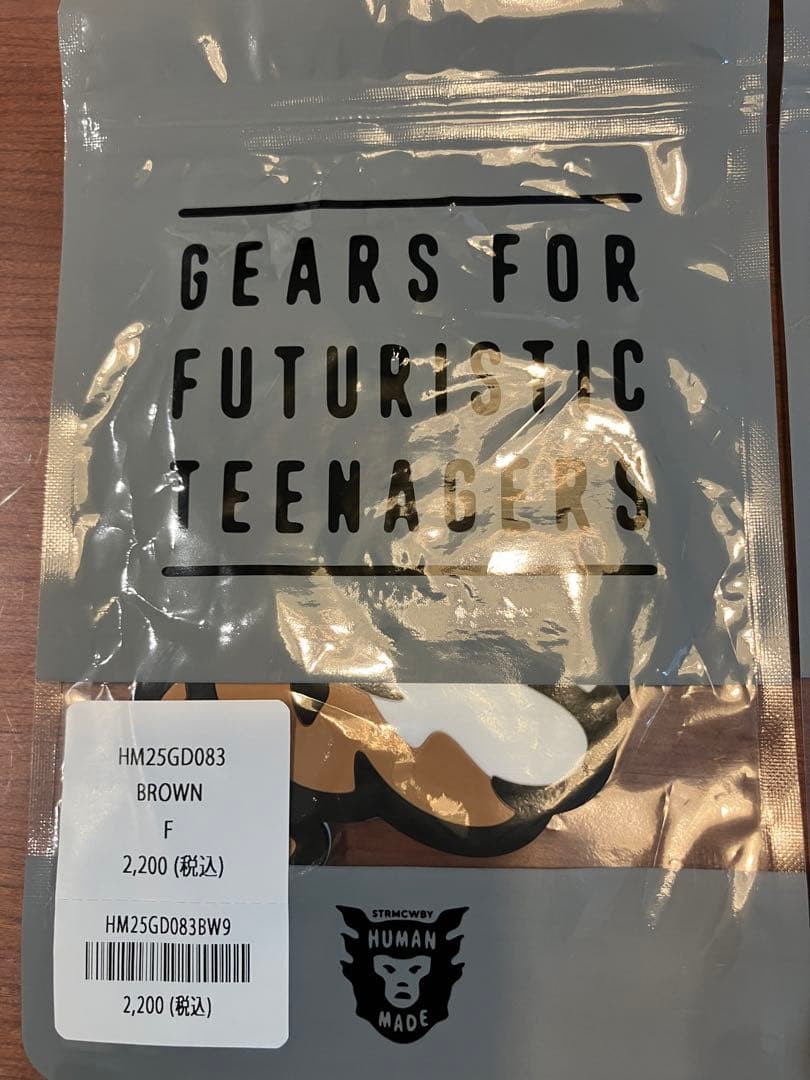 GEARS FOR
FUTURISTIC
TEENAGERS
HM25GD083
BROWN
F
2,200 (税込)
HM25GD083BW9
2,200 (税込)
STRMCWBY
HUMAN
MADE